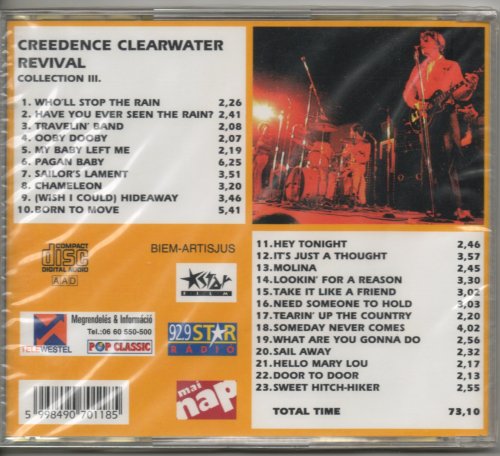 CREEDENCE CLEARWATER
REVIVAL
COLLECTION III.
1. WHO'LL STOP THE RAIN 2,26
2. HAVE YOU EVER SEEN THE RAIN? 2,41
3. TRAVELIN' BAND 2,08
4. OOBY DOOBY 2,07
5. MY BABY LEFT ME 2,19
6. PAGAN BABY 6,25
7. SAILOR'S LAMENT 3,51
8. CHAMELEON 3,20
9. (WISH I COULD) HIDEAWAY 3,46
10. BORN TO MOVE 5,41
COMPACT
disc
DIGITAL AUDIO
AAD
BIEM-ARTISJUS
star
FILM
TELEWESTEL
Megrendelés & Információ
Tel.: 06 60 550-500
POP CLASSIC
92.9 STAR
RADIO
mai
nap
5 998490 701185
11. HEY TONIGHT 2,46
12. IT'S JUST A THOUGHT 3,57
13. MOLINA 2,45
14. LOOKIN' FOR A REASON 3,31
15. TAKE IT LIKE A FRIEND 3,02
16. NEED SOMEONE TO HOLD 3,03
17. TEARIN' UP THE COUNTRY 2,20
18. SOMEDAY NEVER COMES 4,02
19. WHAT ARE YOU GONNA DO 2,56
20. SAIL AWAY 2,32
21. HELLO MARY LOU 2,17
22. DOOR TO DOOR 2,13
23. SWEET HITCH-HIKER 2,55
TOTAL TIME 73,10